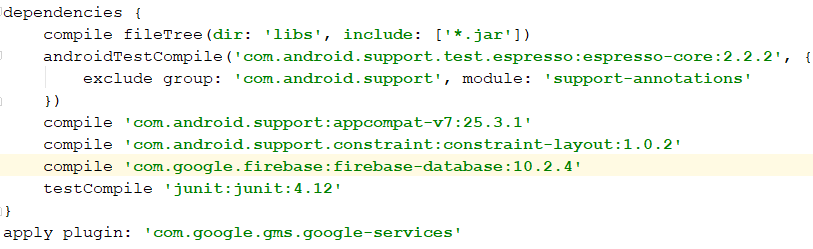 dependencies {
compile fileTree(dir: 'libs', include: ['*.jar'])
androidTestCompile('com.android.support.test.espresso:espresso-core:2.2.2', {
exclude group: 'com.android.support', module: 'support-annotations'
})
compile 'com.android.support:appcompat-v7:25.3.1'
compile 'com.android.support.constraint:constraint-layout:1.0.2'
compile 'com.google.firebase:firebase-database:10.2.4'
testCompile 'junit:junit:4.12'
}
apply plugin: 'com.google.gms.google-services'